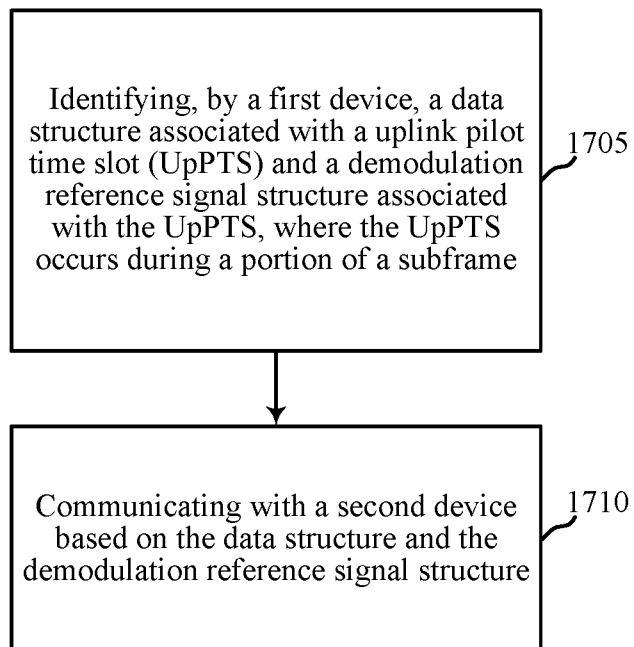 Identifying, by a first device, a data
structure associated with a uplink pilot
time slot (UpPTS) and a demodulation
reference signal structure associated
with the UpPTS, where the UpPTS
occurs during a portion of a subframe
1705
Communicating with a second device
based on the data structure and the
demodulation reference signal structure
1710